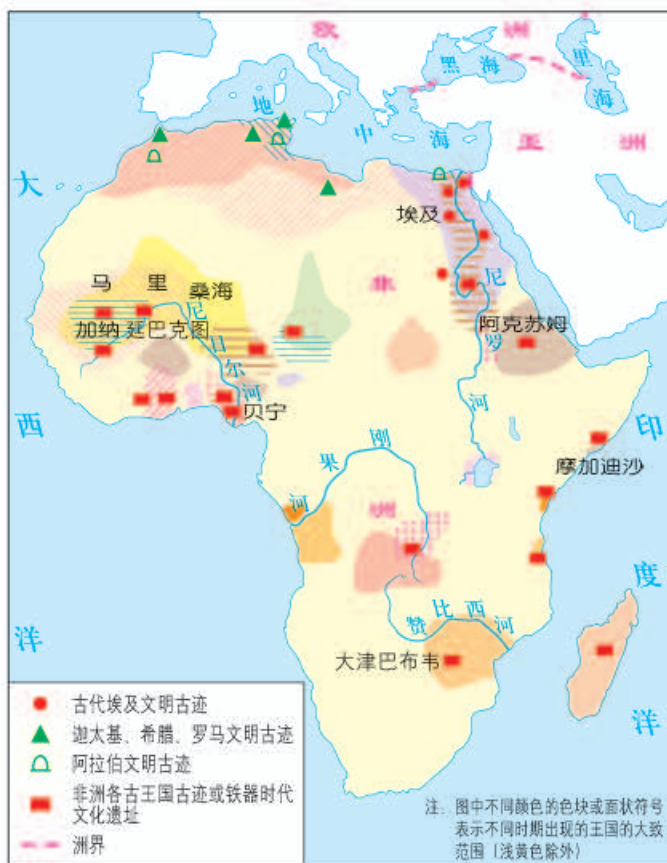 欧 洲
黑 海
里 海
地 中 海
亚 洲
大 西 洋
埃及
非 洲
尼 罗 河
马 里 桑海
加纳 延巴克图
尼 日 尔 河
阿克苏姆
贝宁
印 度 洋
摩加迪沙
刚 果 河
赞 比 西 河
大津巴布韦
古代埃及文明古迹
迦太基、希腊、罗马文明古迹
阿拉伯文明古迹
非洲各古王国古迹或铁器时代
文化遗址
洲界
注:图中不同颜色的色块或面状符号
表示不同时期出现的王国的大致
范围(浅黄色除外)